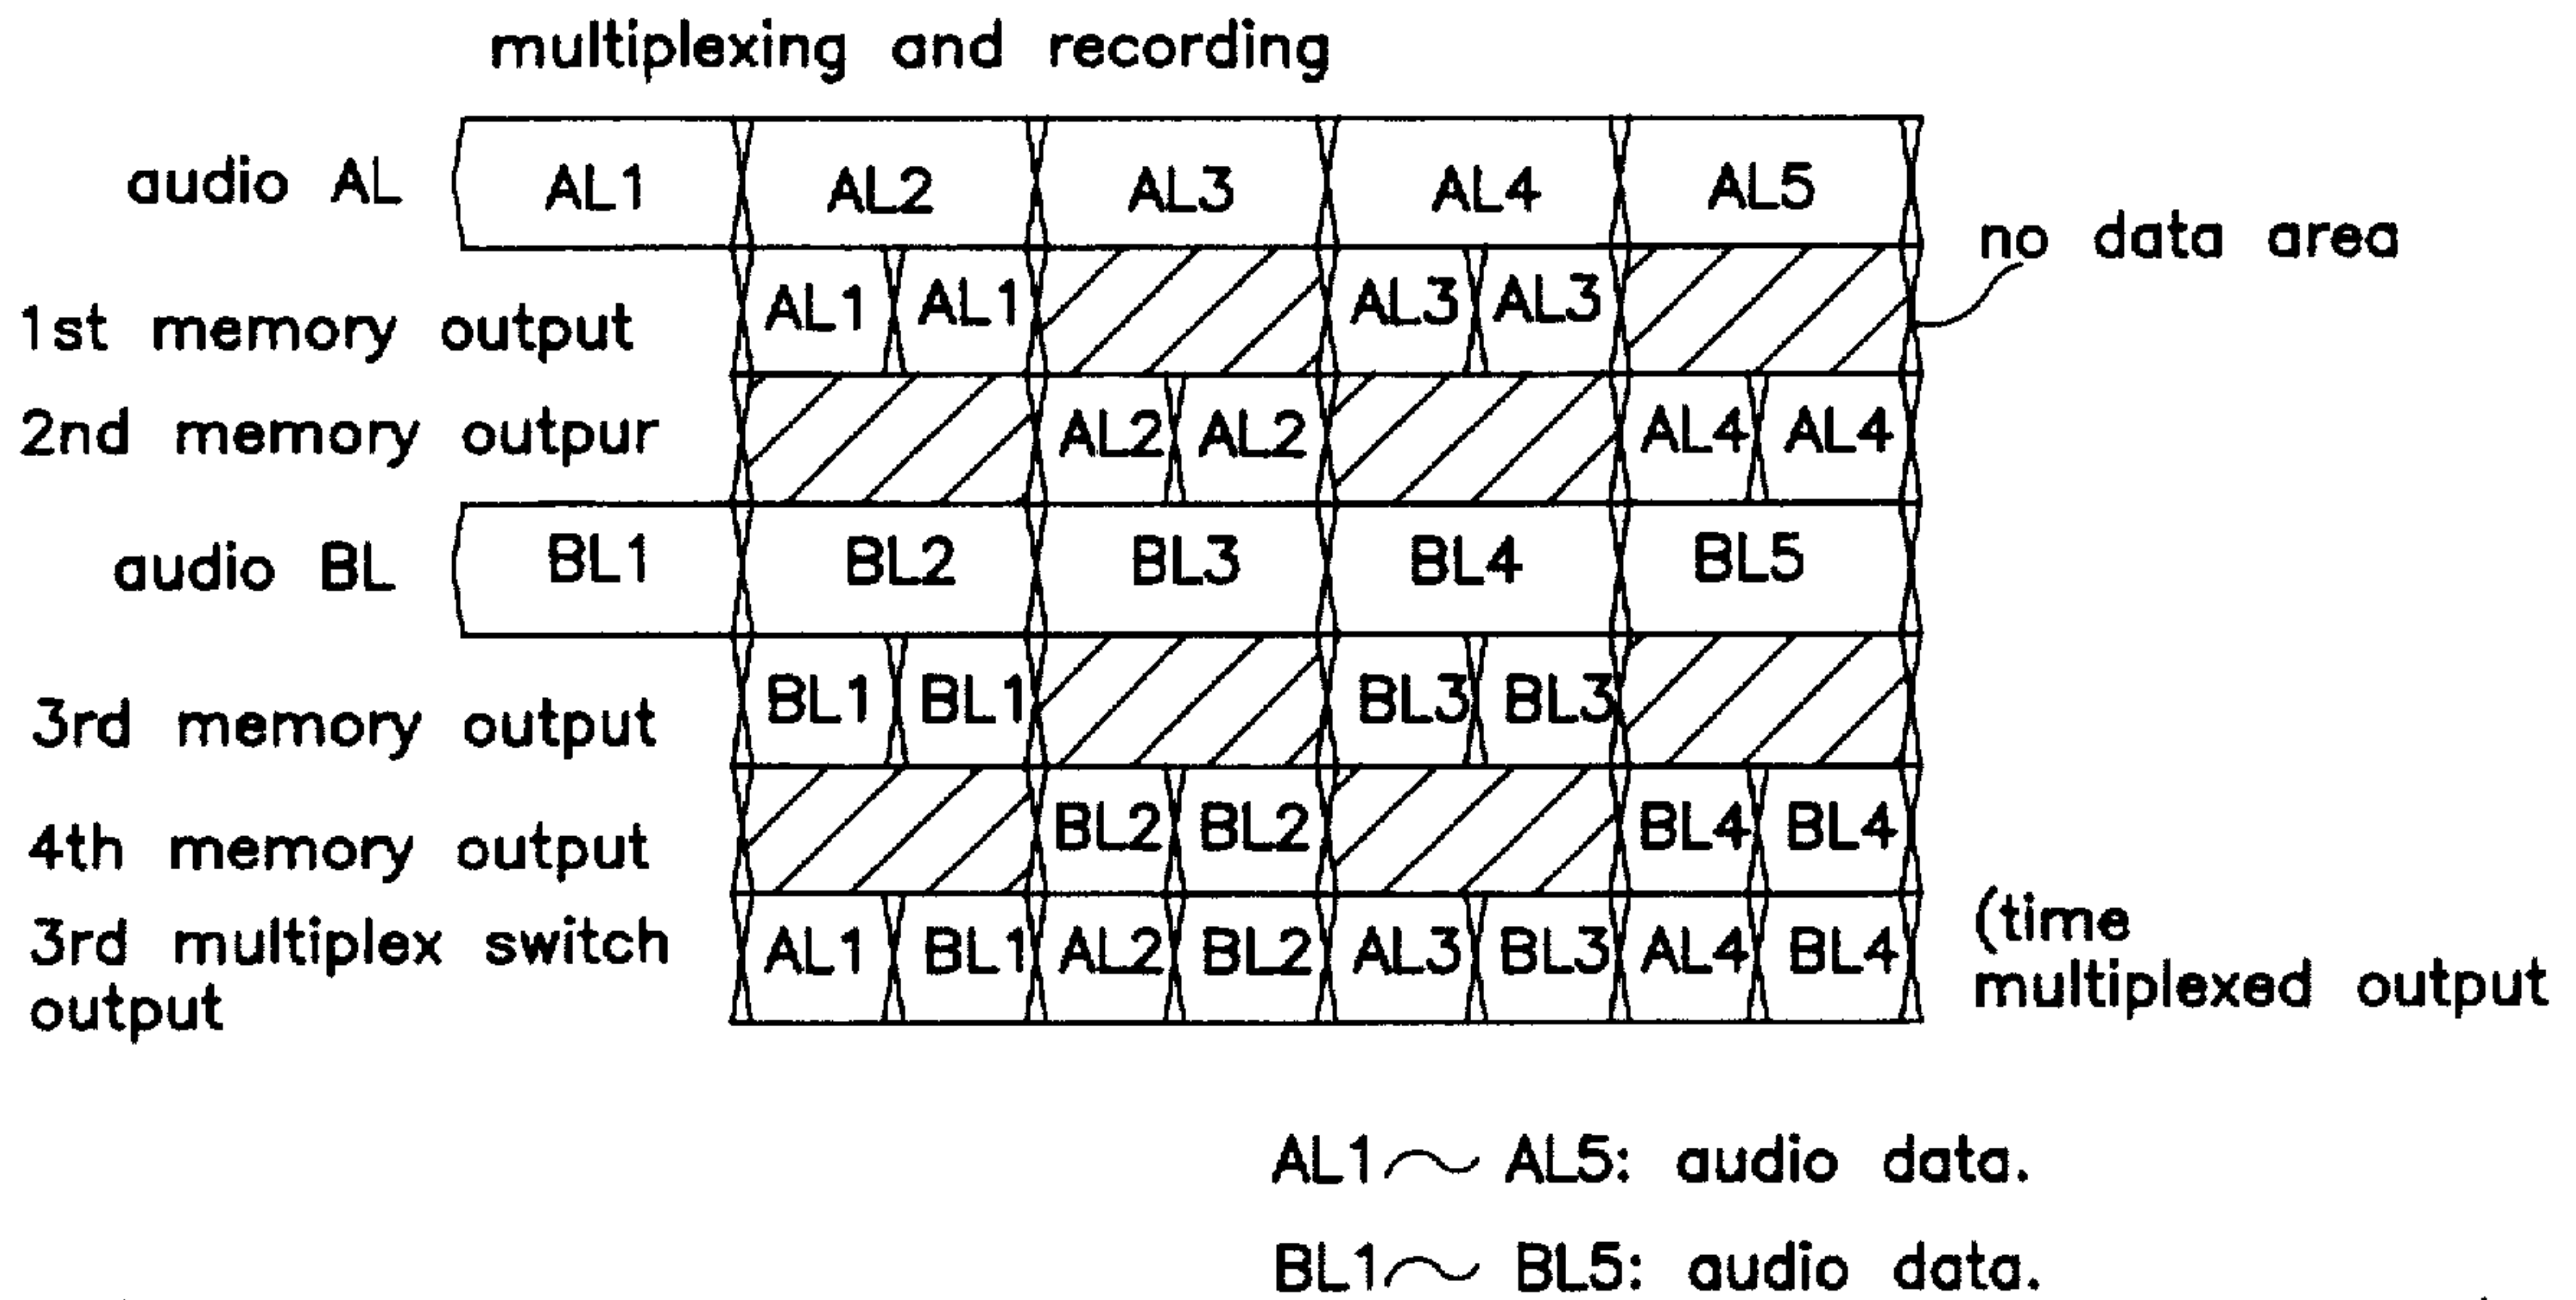 multiplexing and recording
audio AL AL1 AL2 AL3 AL4 AL5
no data area
1st memory output AL1 AL1 AL3 AL3
2nd memory outpur AL2 AL2 AL4 AL4
audio BL BL1 BL2 BL3 BL4 BL5
3rd memory output BL1 BL1 BL3 BL3
4th memory output BL2 BL2 BL4 BL4
3rd multiplex switch
output
AL1 BL1 AL2 BL2 AL3 BL3 AL4 BL4
(time
multiplexed output
AL1~ AL5: audio data.
BL1~ BL5: audio data.